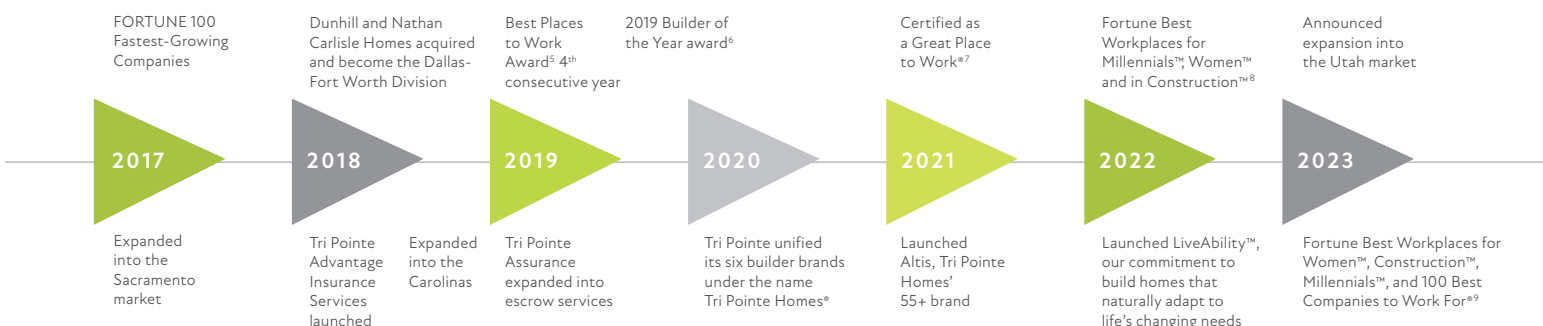 FORTUNE 100
Fastest-Growing
Companies
Dunhill and Nathan
Carlisle Homes acquired
and become the Dallas-
Fort Worth Division
Best Places
to Work
Award⁵ 4ᵗʰ
consecutive year
2019 Builder of
the Year award⁶
Certified as
a Great Place
to Work®⁷
Fortune Best
Workplaces for
Millennials™, Women™
and in Construction™⁸
Announced
expansion into
the Utah market
2017
2018
2019
2020
2021
2022
2023
Expanded
into the
Sacramento
market
Tri Pointe
Advantage
Insurance
Services
launched
Expanded
into the
Carolinas
Tri Pointe
Assurance
expanded into
escrow services
Tri Pointe unified
its six builder brands
under the name
Tri Pointe Homes®
Launched
Altis, Tri Pointe
Homes’
55+ brand
Launched LiveAbility™,
our commitment to
build homes that
naturally adapt to
life’s changing needs
Fortune Best Workplaces for
Women™, Construction™,
Millennials™, and 100 Best
Companies to Work For®⁹